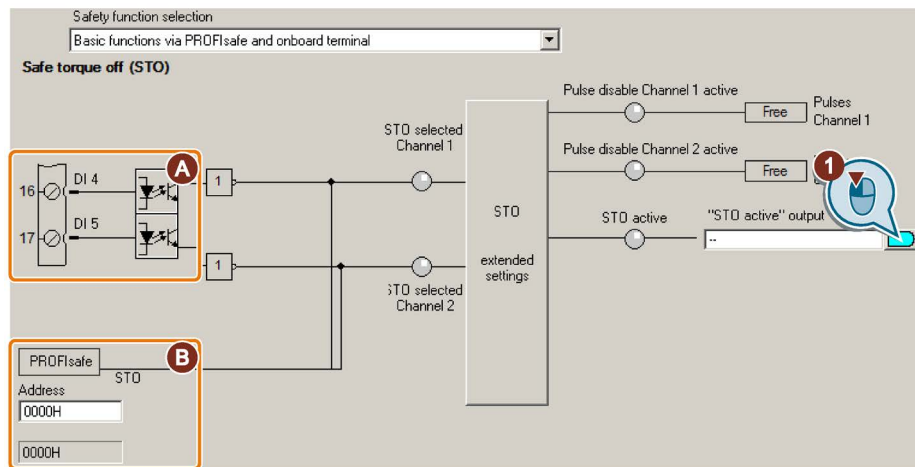 Safety function selection
Basic functions via PROFIsafe and onboard terminal
Safe torque off (STO)
Pulse disable Channel 1 active
Free
Pulses
Channel 1
STO selected
Channel 1
Pulse disable Channel 2 active
Free
1
A
16
DI 4
1
17
DI 5
1
STO
extended
settings
STO active
"STO active" output
--
STO selected
Channel 2
B
PROFIsafe
STO
Address
0000H
0000H